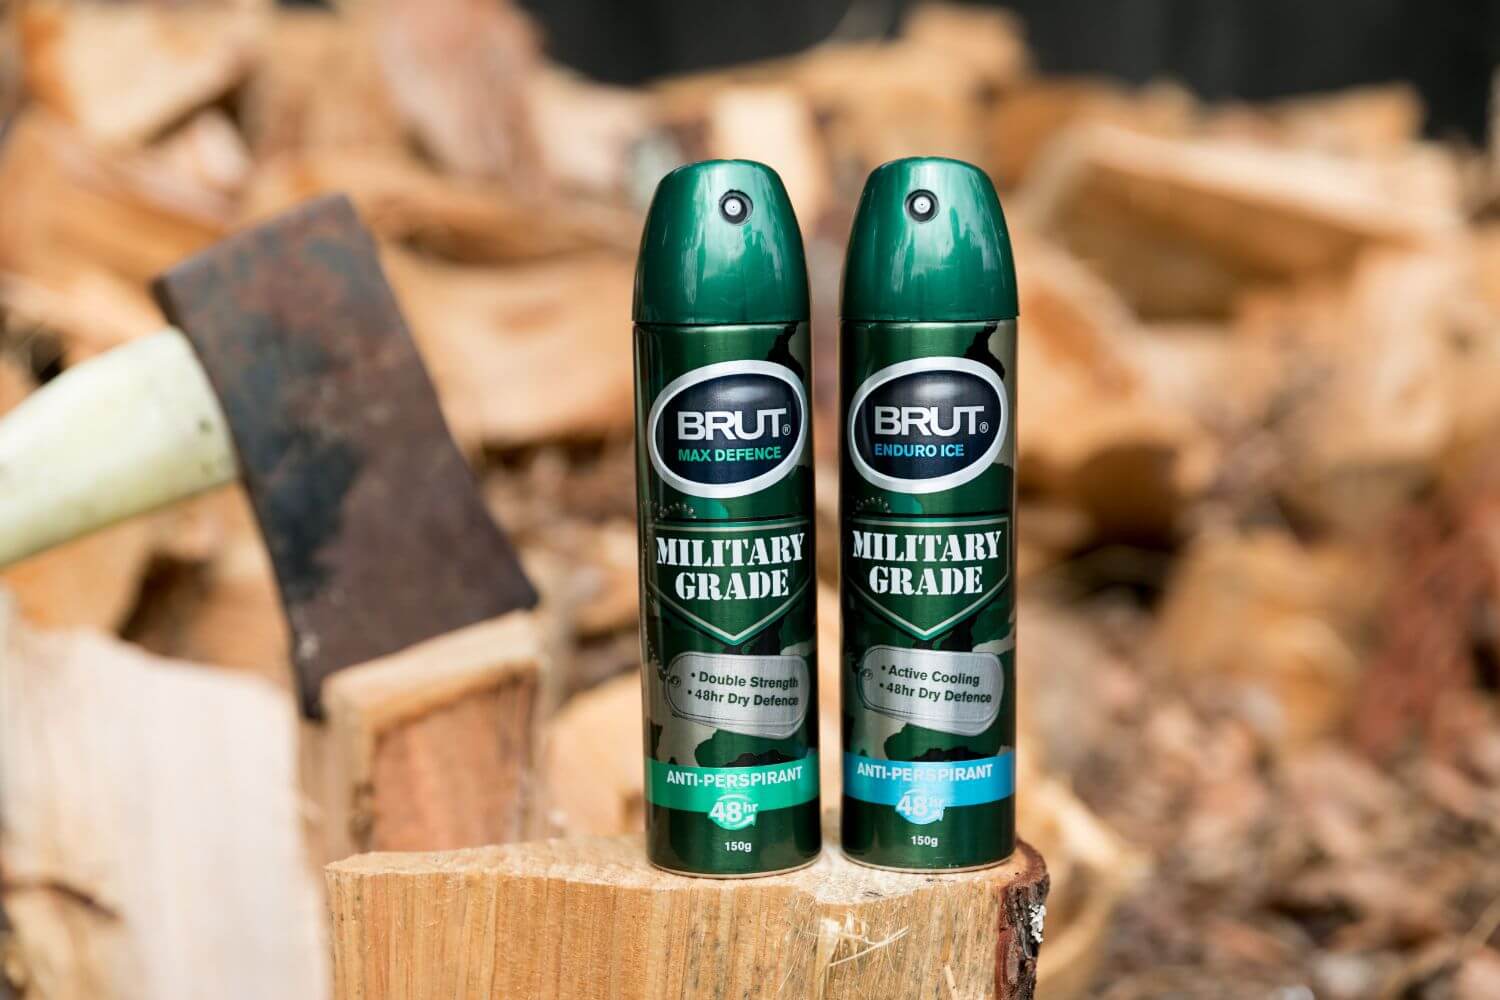 BRUT®
MAX DEFENCE
MILITARY
GRADE
• Double Strength
• 48hr Dry Defence
ANTI-PERSPIRANT
48hr
150g
BRUT®
ENDURO ICE
MILITARY
GRADE
• Active Cooling
• 48hr Dry Defence
ANTI-PERSPIRANT
48hr
150g